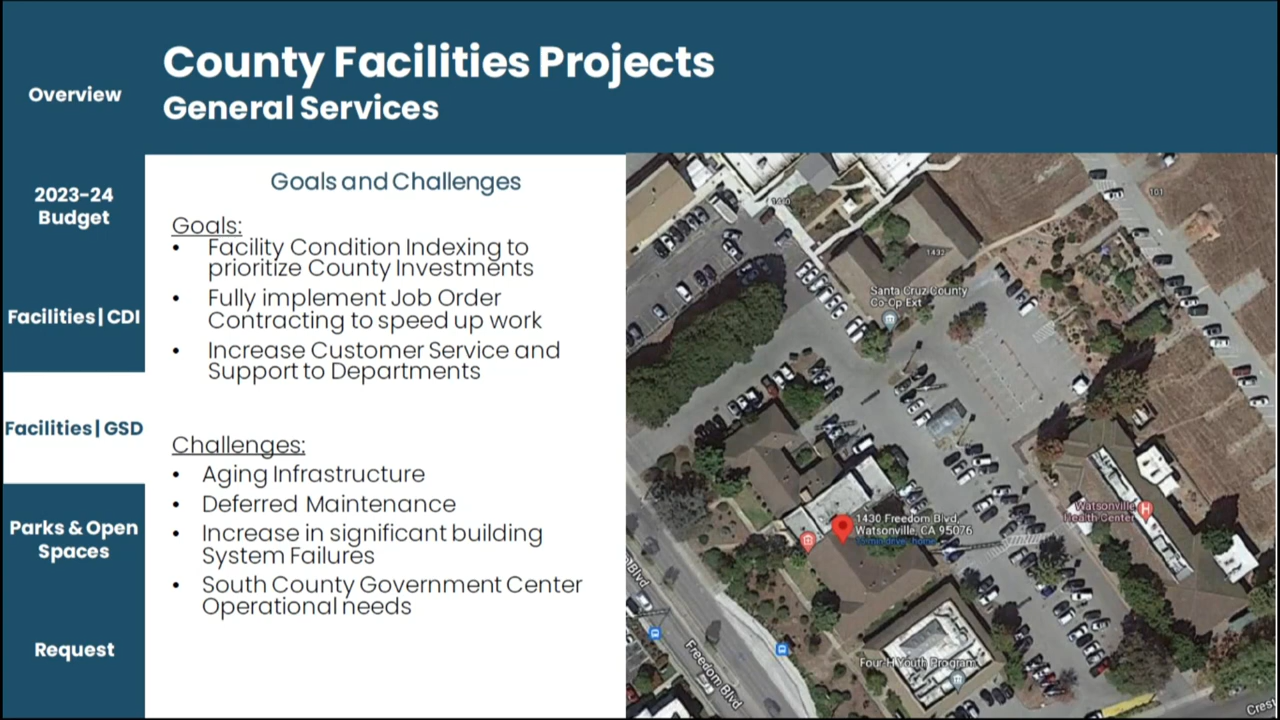 County Facilities Projects
General Services
Overview
2023-24
Budget
Facilities | CDI
Facilities | GSD
Parks & Open
Spaces
Request
Goals and Challenges
Goals:
• Facility Condition Indexing to
prioritize County Investments
• Fully implement Job Order
Contracting to speed up work
• Increase Customer Service and
Support to Departments
Challenges:
• Aging Infrastructure
• Deferred Maintenance
• Increase in significant building
System Failures
• South County Government Center
Operational needs
1440
101
1432
Santa Cruz County
Co-Op Ext
1430 Freedom Blvd,
Watsonville, CA 95076
Watsonville
Health Center
H
Four-H Youth Program
Blvd
Freedom Blvd
Crest